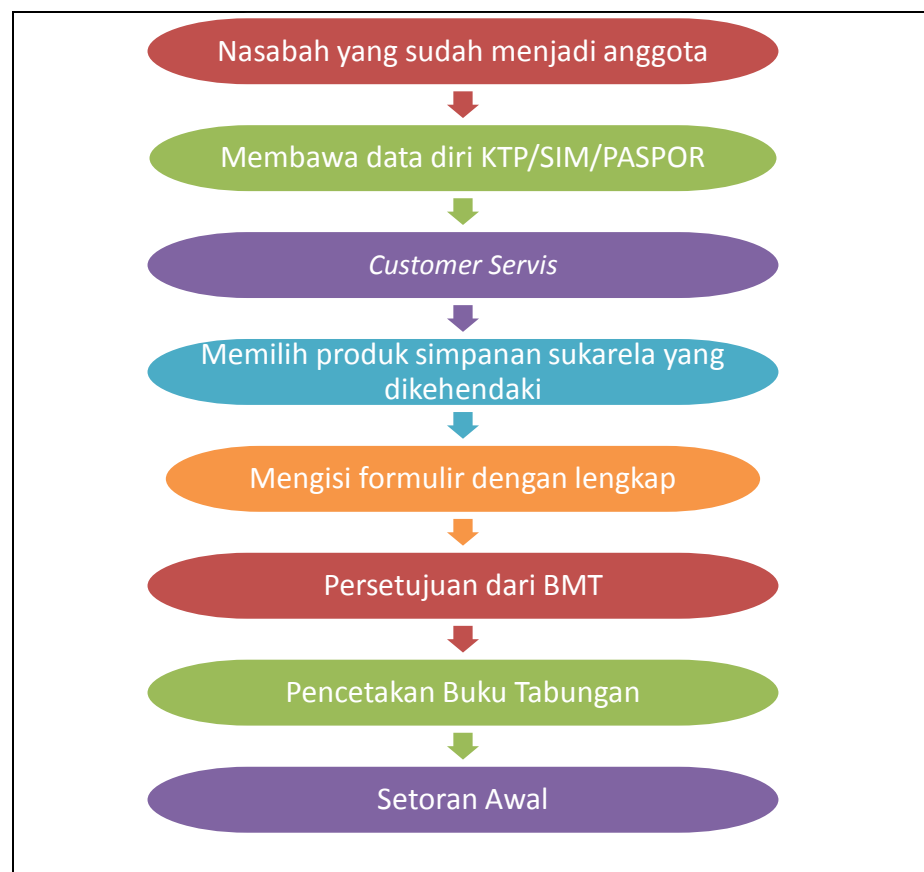 Nasabah yang sudah menjadi anggota
Membawa data diri KTP/SIM/PASPOR
Customer Servis
Memilih produk simpanan sukarela yang
dikehendaki
Mengisi formulir dengan lengkap
Persetujuan dari BMT
Pencetakan Buku Tabungan
Setoran Awal